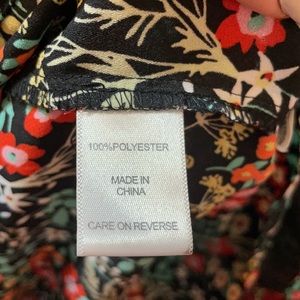 100%POLYESTER
MADE IN
CHINA
CARE ON REVERSE